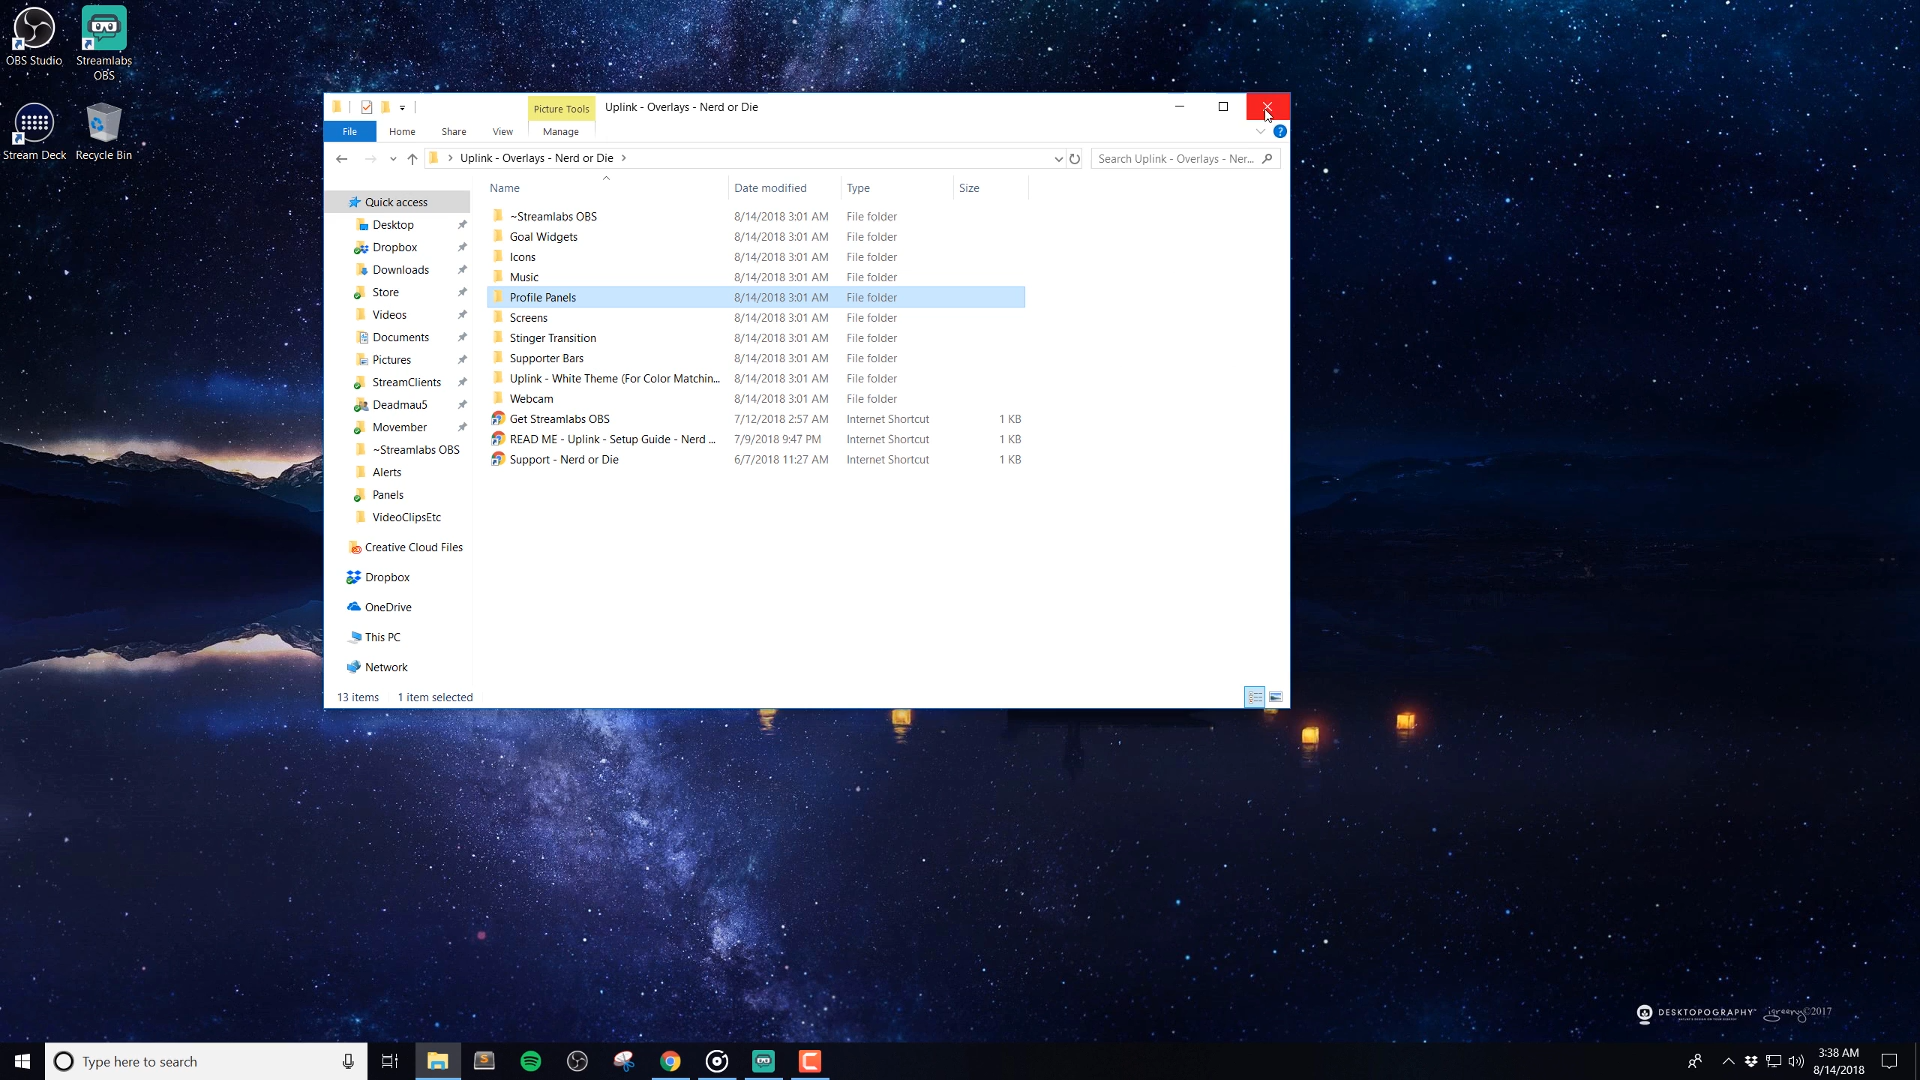 OBS Studio
Streamlabs
OBS
Stream Deck
Recycle Bin
Picture Tools
Uplink - Overlays - Nerd or Die
File
Home
Share
View
Manage
Uplink - Overlays - Nerd or Die
Search Uplink - Overlays - Ner...
Name
Date modified
Type
Size
Quick access
Desktop
Dropbox
Downloads
Store
Videos
Documents
Pictures
StreamClients
Deadmau5
Movember
~Streamlabs OBS
Alerts
Panels
VideoClipsEtc
Creative Cloud Files
Dropbox
OneDrive
This PC
Network
~Streamlabs OBS 8/14/2018 3:01 AM File folder
Goal Widgets 8/14/2018 3:01 AM File folder
Icons 8/14/2018 3:01 AM File folder
Music 8/14/2018 3:01 AM File folder
Profile Panels 8/14/2018 3:01 AM File folder
Screens 8/14/2018 3:01 AM File folder
Stinger Transition 8/14/2018 3:01 AM File folder
Supporter Bars 8/14/2018 3:01 AM File folder
Uplink - White Theme (For Color Matchin... 8/14/2018 3:01 AM File folder
Webcam 8/14/2018 3:01 AM File folder
Get Streamlabs OBS 7/12/2018 2:57 AM Internet Shortcut 1 KB
READ ME - Uplink - Setup Guide - Nerd ... 7/9/2018 9:47 PM Internet Shortcut 1 KB
Support - Nerd or Die 6/7/2018 11:27 AM Internet Shortcut 1 KB
13 items
1 item selected
DESKTOPOGRAPHY
©2017
Type here to search
3:38 AM
8/14/2018